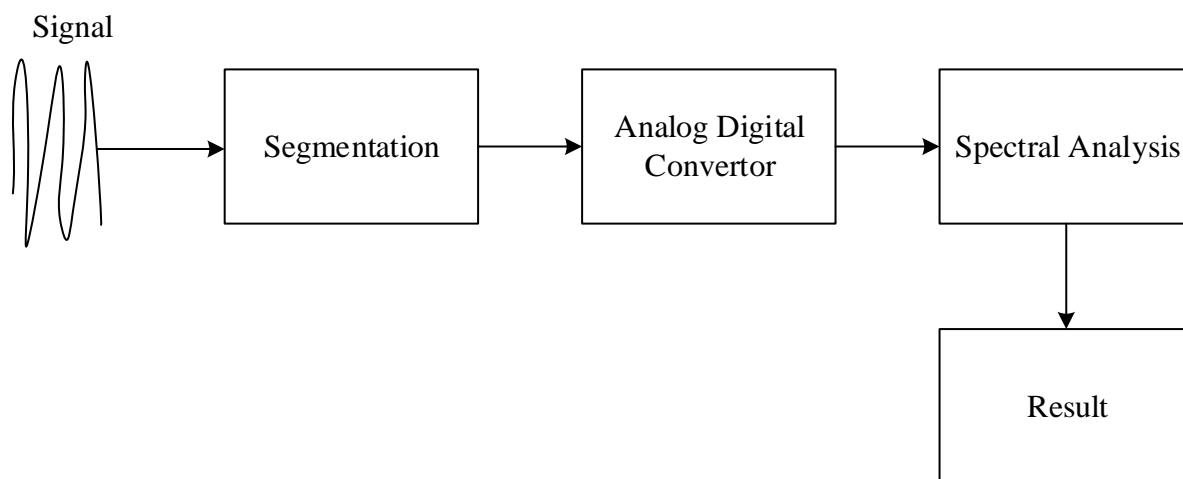 Signal
Segmentation
Analog Digital
Convertor
Spectral Analysis
Result